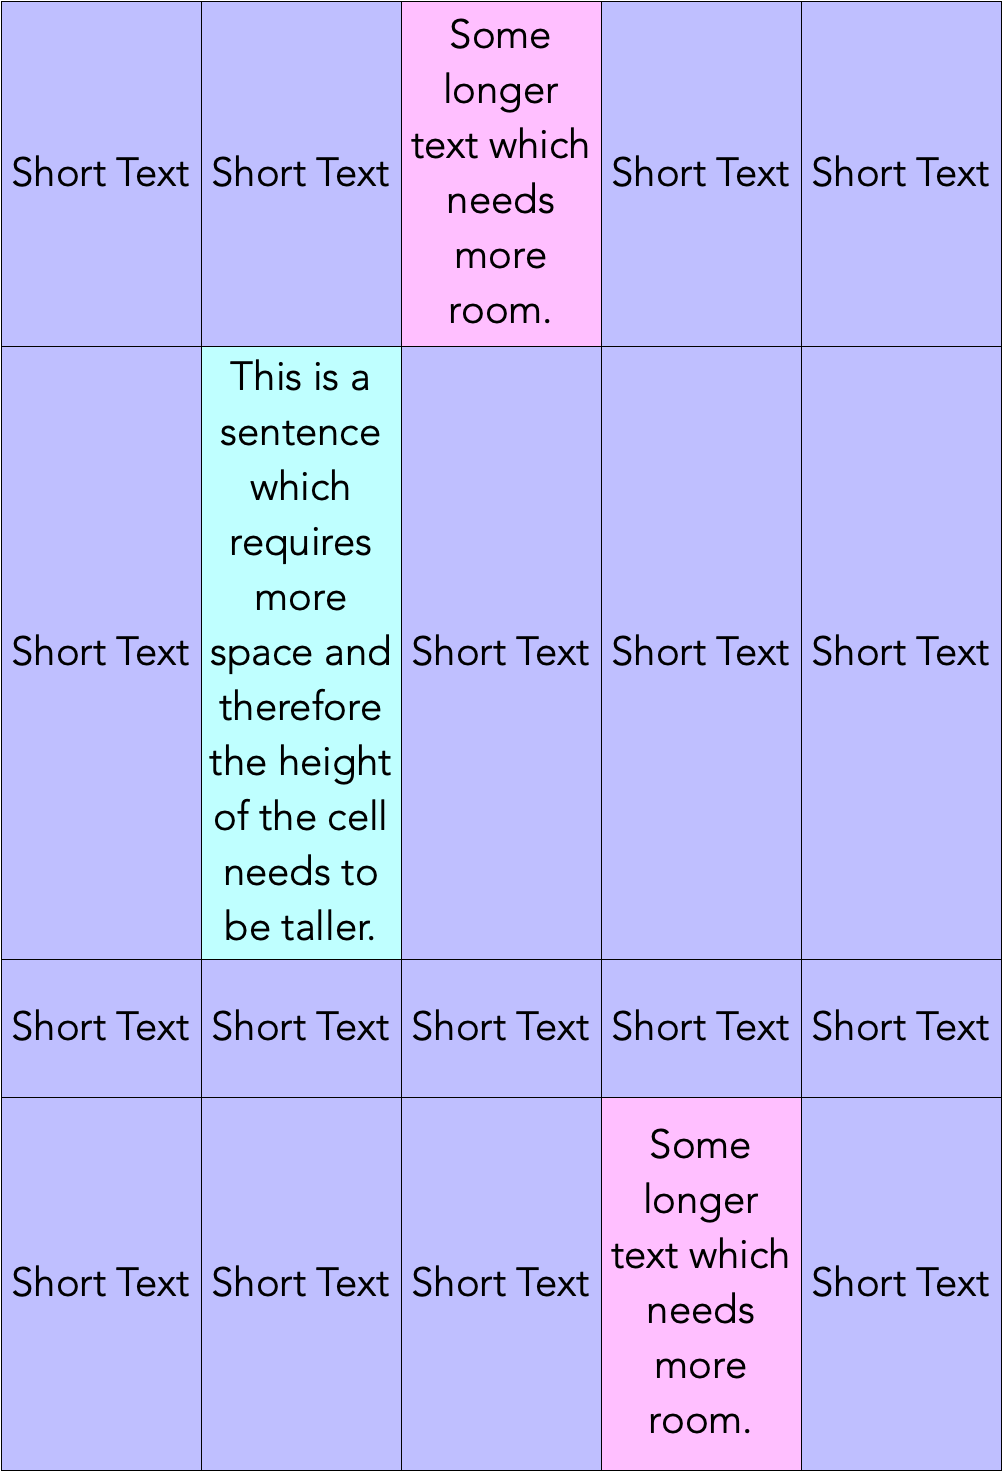 Short Text
Short Text
Some
longer
text which
needs
more
room.
Short Text
Short Text
Short Text
This is a
sentence
which
requires
more
space and
therefore
the height
of the cell
needs to
be taller.
Short Text
Short Text
Short Text
Short Text
Short Text
Short Text
Short Text
Short Text
Short Text
Short Text
Short Text
Some
longer
text which
needs
more
room.
Short Text